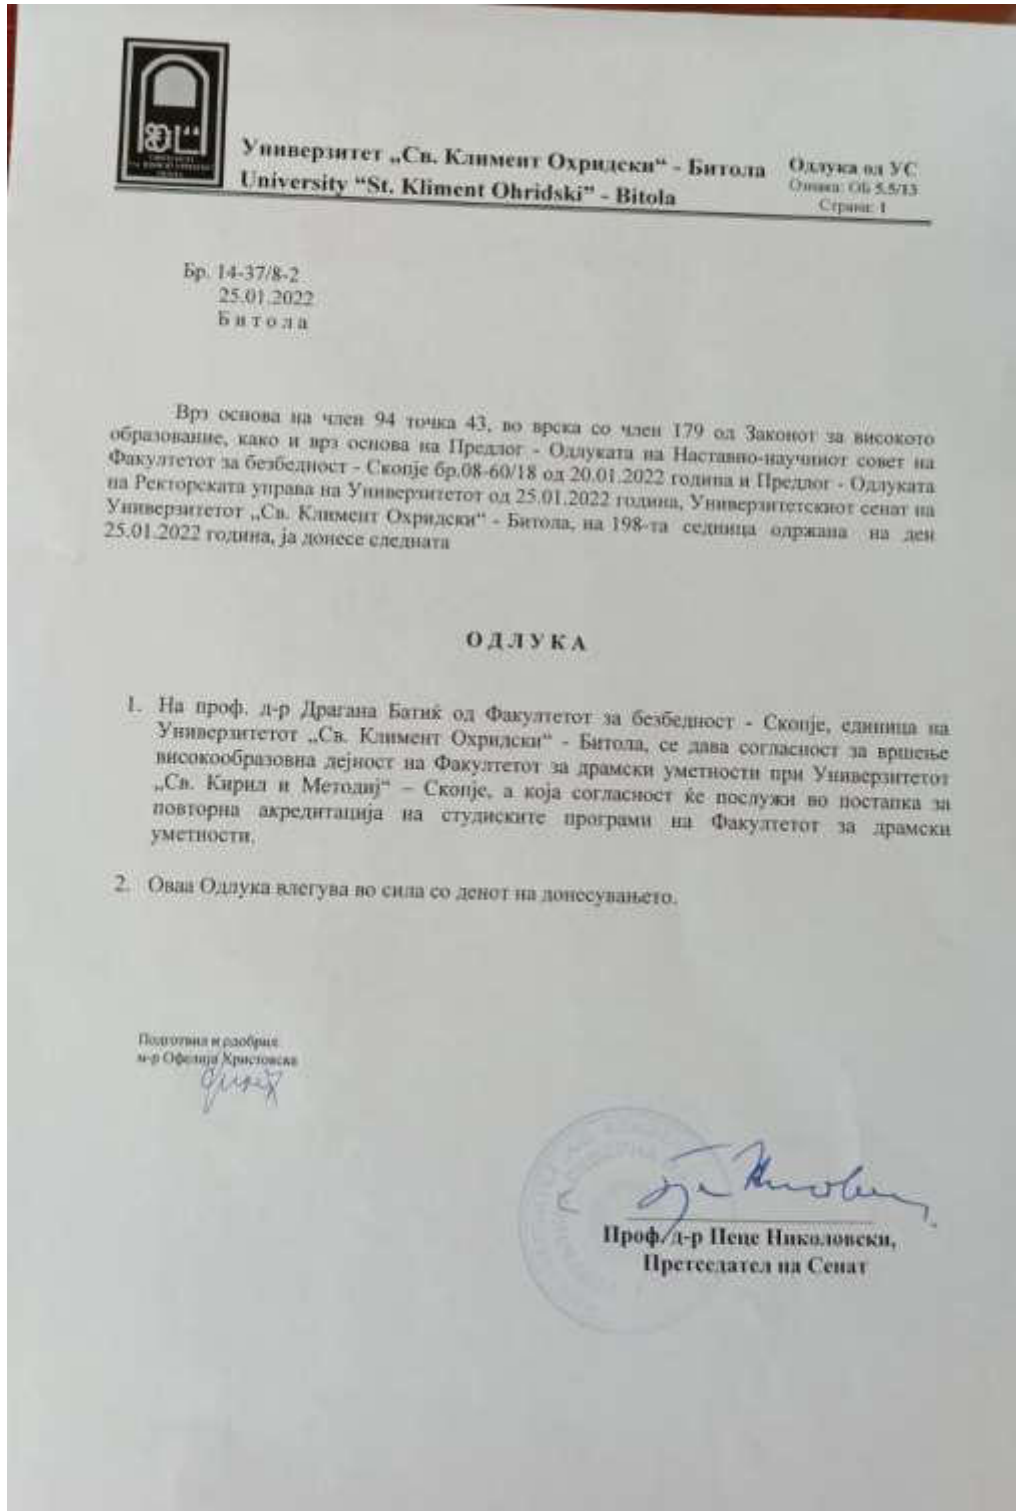 Универзитет „Св. Климент Охридски“ - Битола
University “St. Kliment Ohridski” - Bitola
Одлука од УС
Ознака: ОБ 5.5/13
Страна: 1
Бр. 14-37/8-2
25.01.2022
Б и т о л а
Врз основа на член 94 точка 43, во врска со член 179 од Законот за високото
образование, како и врз основа на Предлог - Одлуката на Наставно-научниот совет на
Факултетот за безбедност - Скопје бр.08-60/18 од 20.01.2022 година и Предлог - Одлуката
на Ректорската управа на Универзитетот од 25.01.2022 година, Универзитетскиот сенат на
Универзитетот „Св. Климент Охридски“ - Битола, на 198-та седница одржана на ден
25.01.2022 година, ја донесе следната
О Д Л У К А
1. На проф. д-р Драгана Батиќ од Факултетот за безбедност - Скопје, единица на
Универзитетот „Св. Климент Охридски“ - Битола, се дава согласност за вршење
високообразовна дејност на Факултетот за драмски уметности при Универзитетот
„Св. Кирил и Методиј“ – Скопје, а која согласност ќе послужи во постапка за
повторна акредитација на студиските програми на Факултетот за драмски
уметности.
2. Оваа Одлука влегува во сила со денот на донесувањето.
Подготвил и одобрил
м-р Офелија Христовска
Проф. д-р Пеце Николовски,
Претседател на Сенат